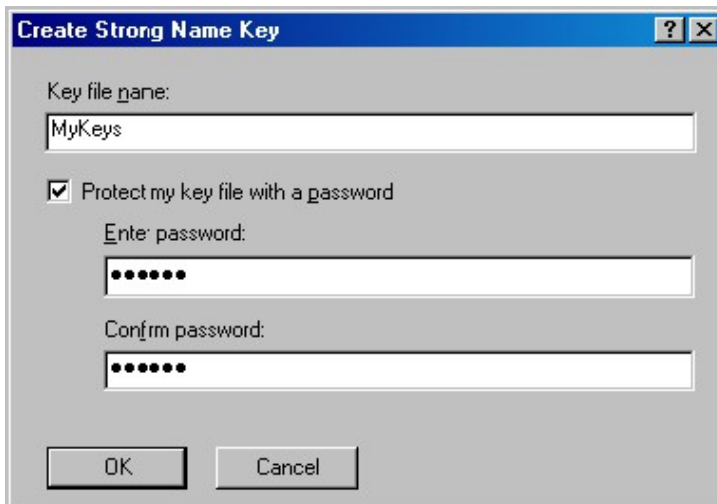 Create Strong Name Key
Key file name:
MyKeys
Protect my key file with a password
Enter password:
●●●●●●
Confirm password:
●●●●●●
OK
Cancel